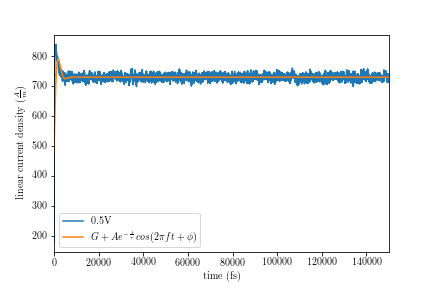 linear current density (A/m)
800
700
600
500
400
300
200
0.5V
G + Ae^{-t/τ}cos(2πft + ϕ)
0 20000 40000 60000 80000 100000 120000 140000
time (fs)